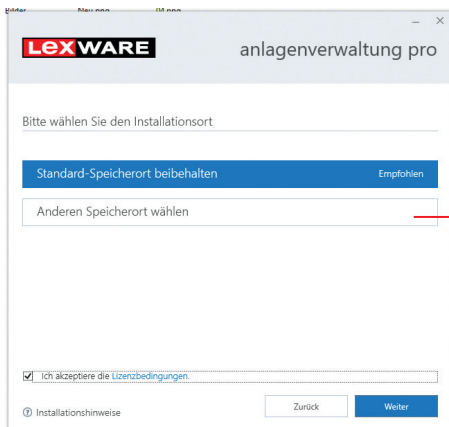 LEXWARE
anlagenverwaltung pro
Bitte wählen Sie den Installationsort
Standard-Speicherort beibehalten Empfohlen
Anderen Speicherort wählen
Ich akzeptiere die Lizenzbedingungen.
Installationshinweise
Zurück
Weiter